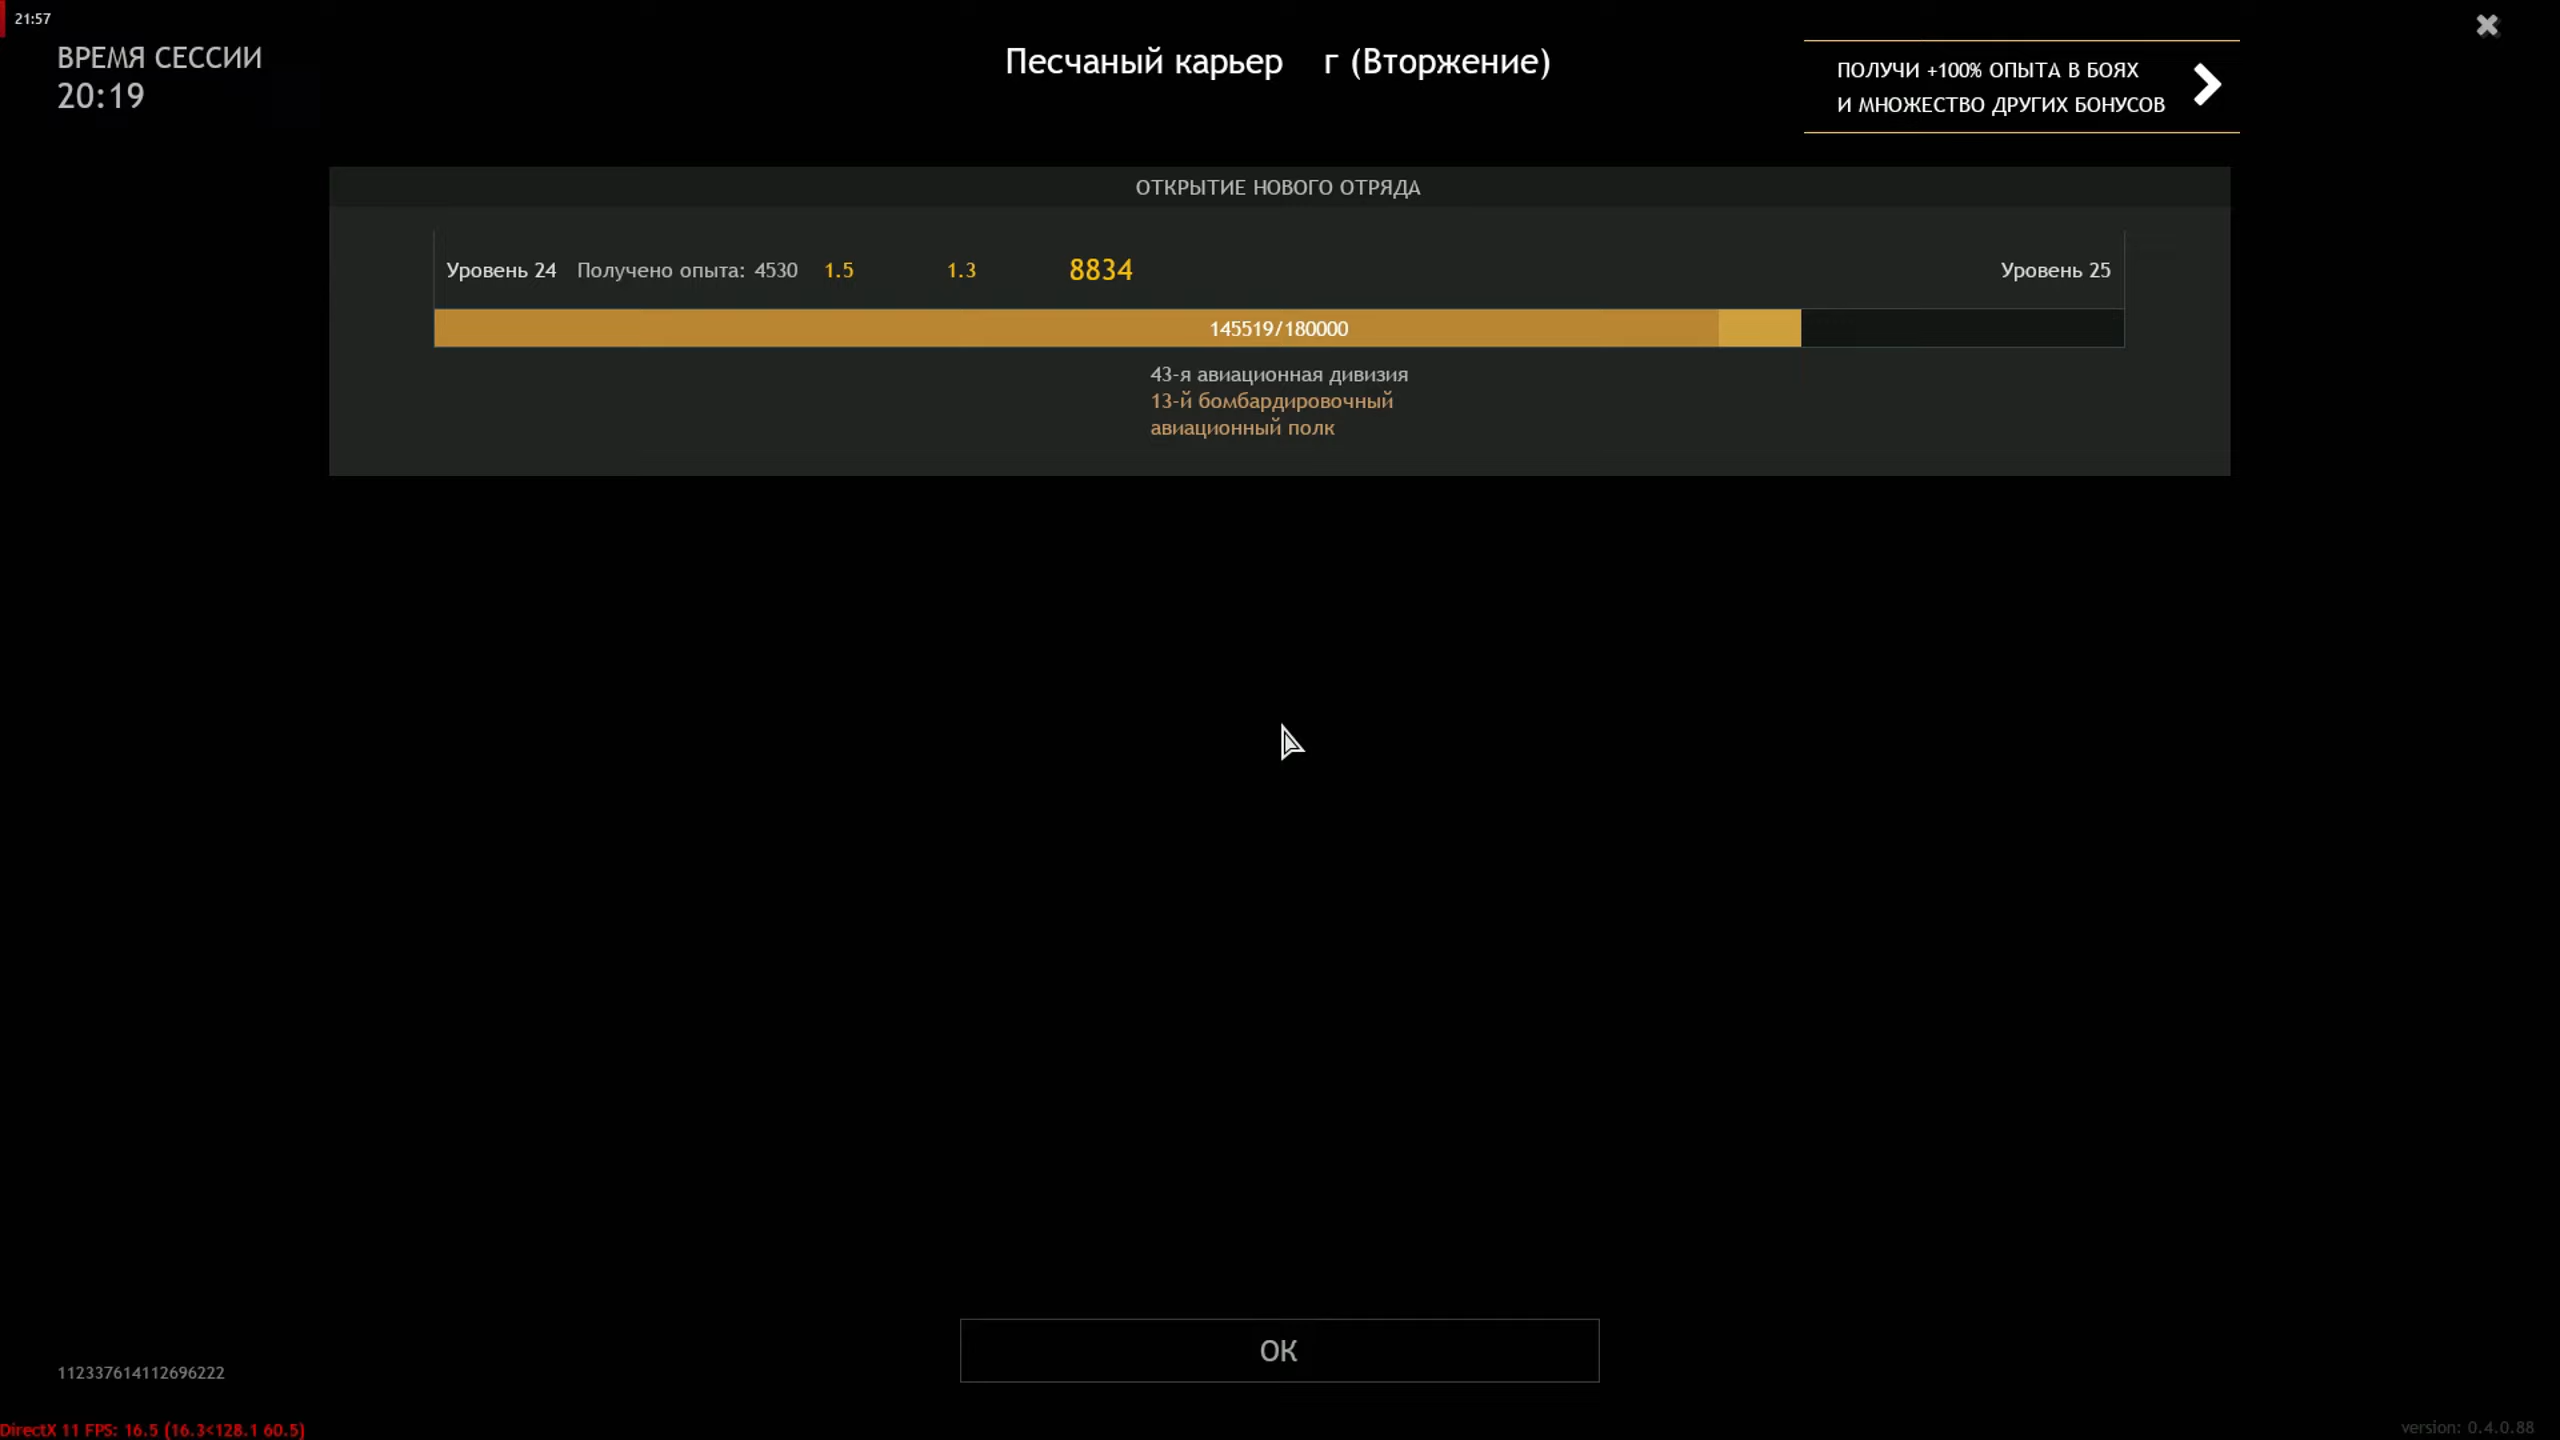 21:57
ВРЕМЯ СЕССИИ
20:19
Песчаный карьер г (Вторжение)
ПОЛУЧИ +100% ОПЫТА В БОЯХ
И МНОЖЕСТВО ДРУГИХ БОНУСОВ
ОТКРЫТИЕ НОВОГО ОТРЯДА
Уровень 24 Получено опыта: 4530 1.5 1.3 8834 Уровень 25
145519/180000
43-я авиационная дивизия
13-й бомбардировочный
авиационный полк
ОК
112337614112696222
DirectX 11 FPS: 16.5 (16.3<128.1 60.5)
version: 0.4.0.88